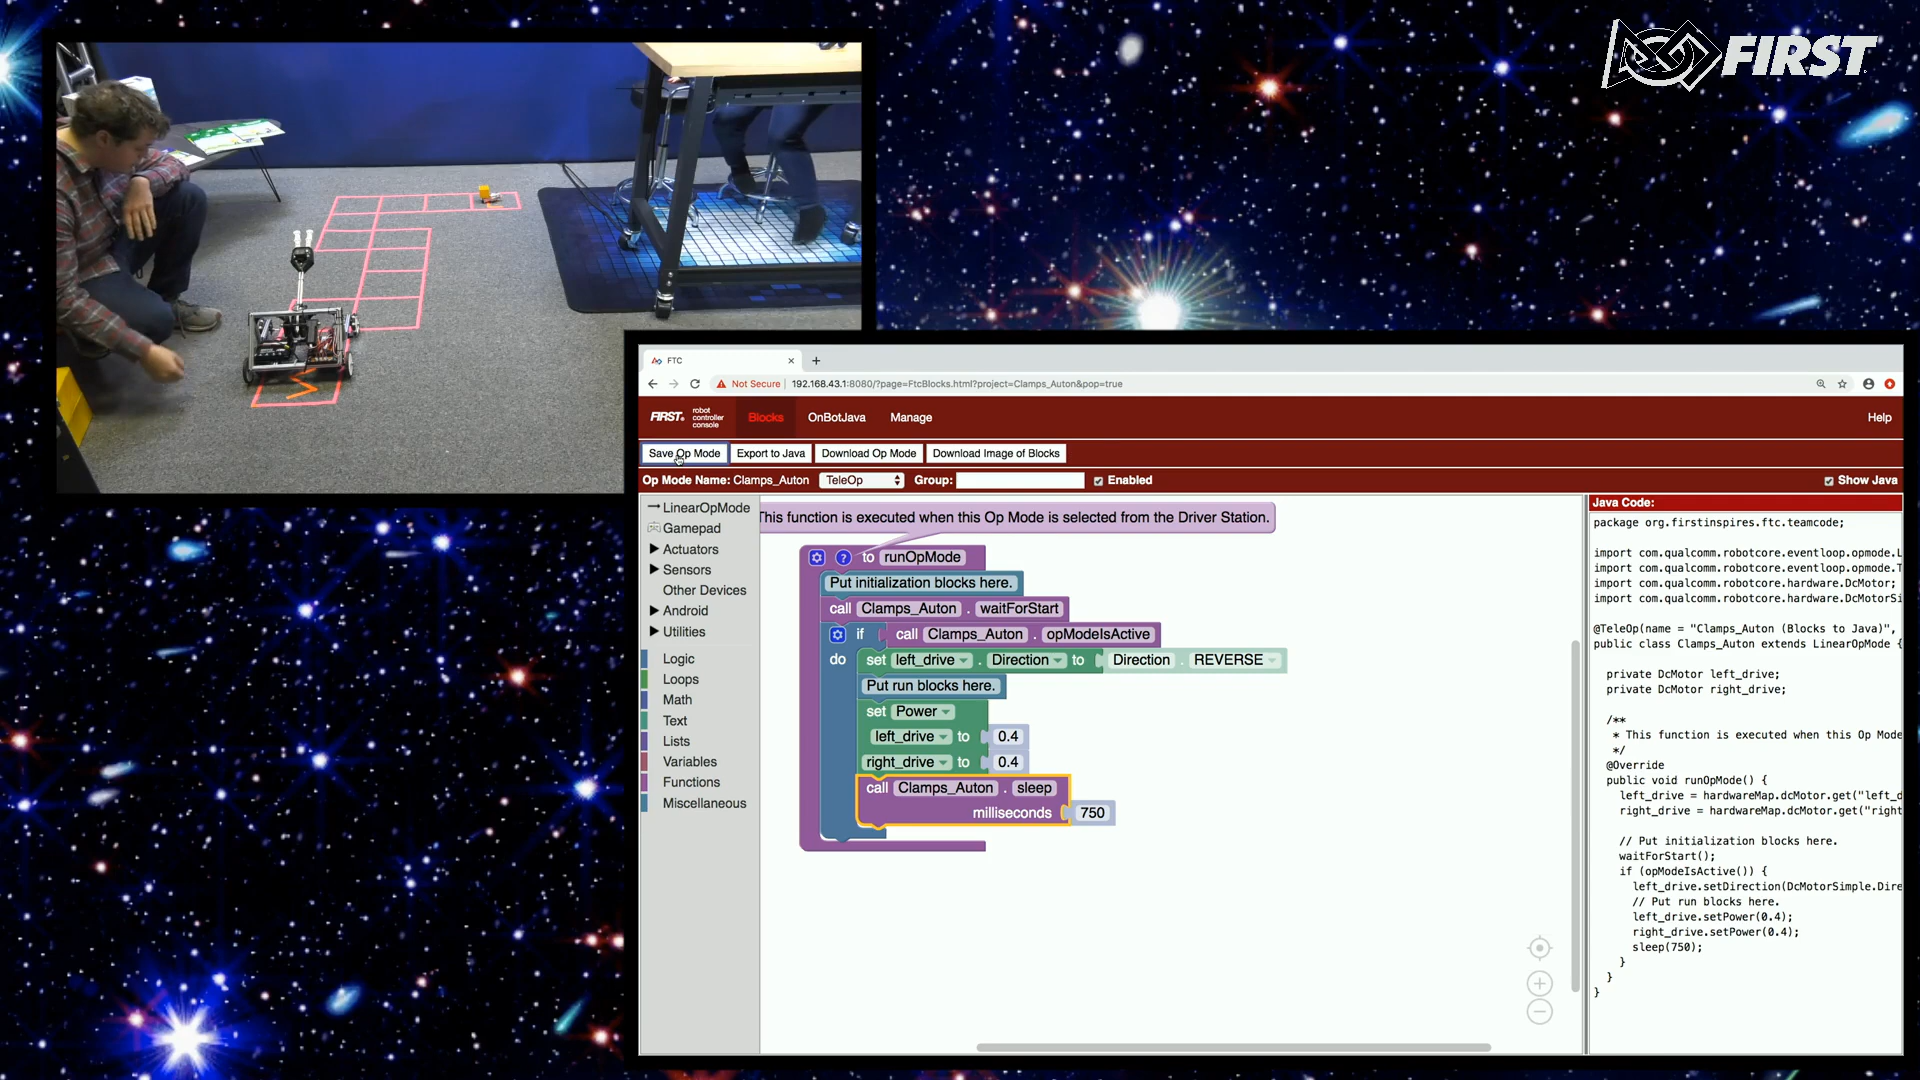 FIRST
FTC
Not Secure 192.168.43.1:8080/?page=FtcBlocks.html?project=Clamps_Auton&pop=true
FIRST. robot controller console Blocks OnBotJava Manage Help
Save Op Mode Export to Java Download Op Mode Download Image of Blocks
Op Mode Name: Clamps_Auton TeleOp Group: Enabled Show Java
LinearOpMode
Gamepad
Actuators
Sensors
Other Devices
Android
Utilities
Logic
Loops
Math
Text
Lists
Variables
Functions
Miscellaneous
This function is executed when this Op Mode is selected from the Driver Station.
to runOpMode
Put initialization blocks here.
call Clamps_Auton . waitForStart
if call Clamps_Auton . opModeIsActive
do set left_drive . Direction to Direction . REVERSE
Put run blocks here.
set Power
left_drive to 0.4
right_drive to 0.4
call Clamps_Auton . sleep
milliseconds 750
Java Code:
package org.firstinspires.ftc.teamcode;
import com.qualcomm.robotcore.eventloop.opmode.L
import com.qualcomm.robotcore.eventloop.opmode.T
import com.qualcomm.robotcore.hardware.DcMotor;
import com.qualcomm.robotcore.hardware.DcMotorSi
@TeleOp(name = "Clamps_Auton (Blocks to Java)",
public class Clamps_Auton extends LinearOpMode {
private DcMotor left_drive;
private DcMotor right_drive;
/**
* This function is executed when this Op Mode
*/
@Override
public void runOpMode() {
left_drive = hardwareMap.dcMotor.get("left_d
right_drive = hardwareMap.dcMotor.get("right
// Put initialization blocks here.
waitForStart();
if (opModeIsActive()) {
left_drive.setDirection(DcMotorSimple.Dire
// Put run blocks here.
left_drive.setPower(0.4);
right_drive.setPower(0.4);
sleep(750);
}
}
}